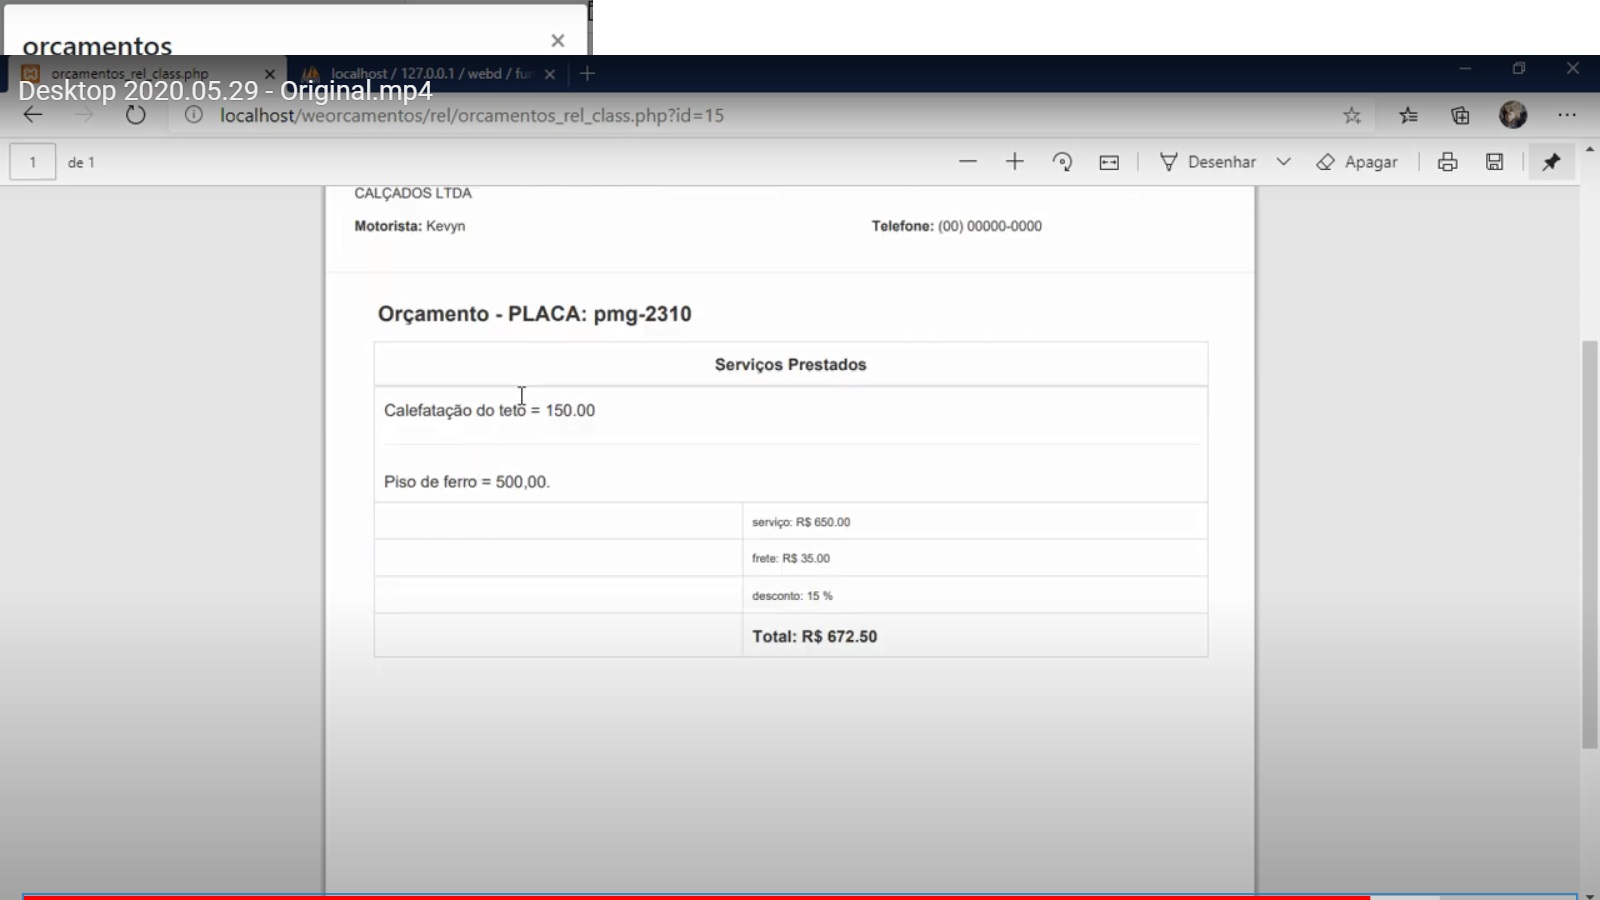 orcamentos
orcamentos_rel_class.php
localhost / 127.0.0.1 / webd / fu
Desktop 2020.05.29 - Original.mp4
localhost/weorcamentos/rel/orcamentos_rel_class.php?id=15
1 de 1
Desenhar
Apagar
CALÇADOS LTDA
Motorista: Kevyn
Telefone: (00) 00000-0000
Orçamento - PLACA: pmg-2310
Serviços Prestados
Calefatação do teto = 150.00
Piso de ferro = 500,00.
serviço: R$ 650.00
frete: R$ 35.00
desconto: 15 %
Total: R$ 672.50